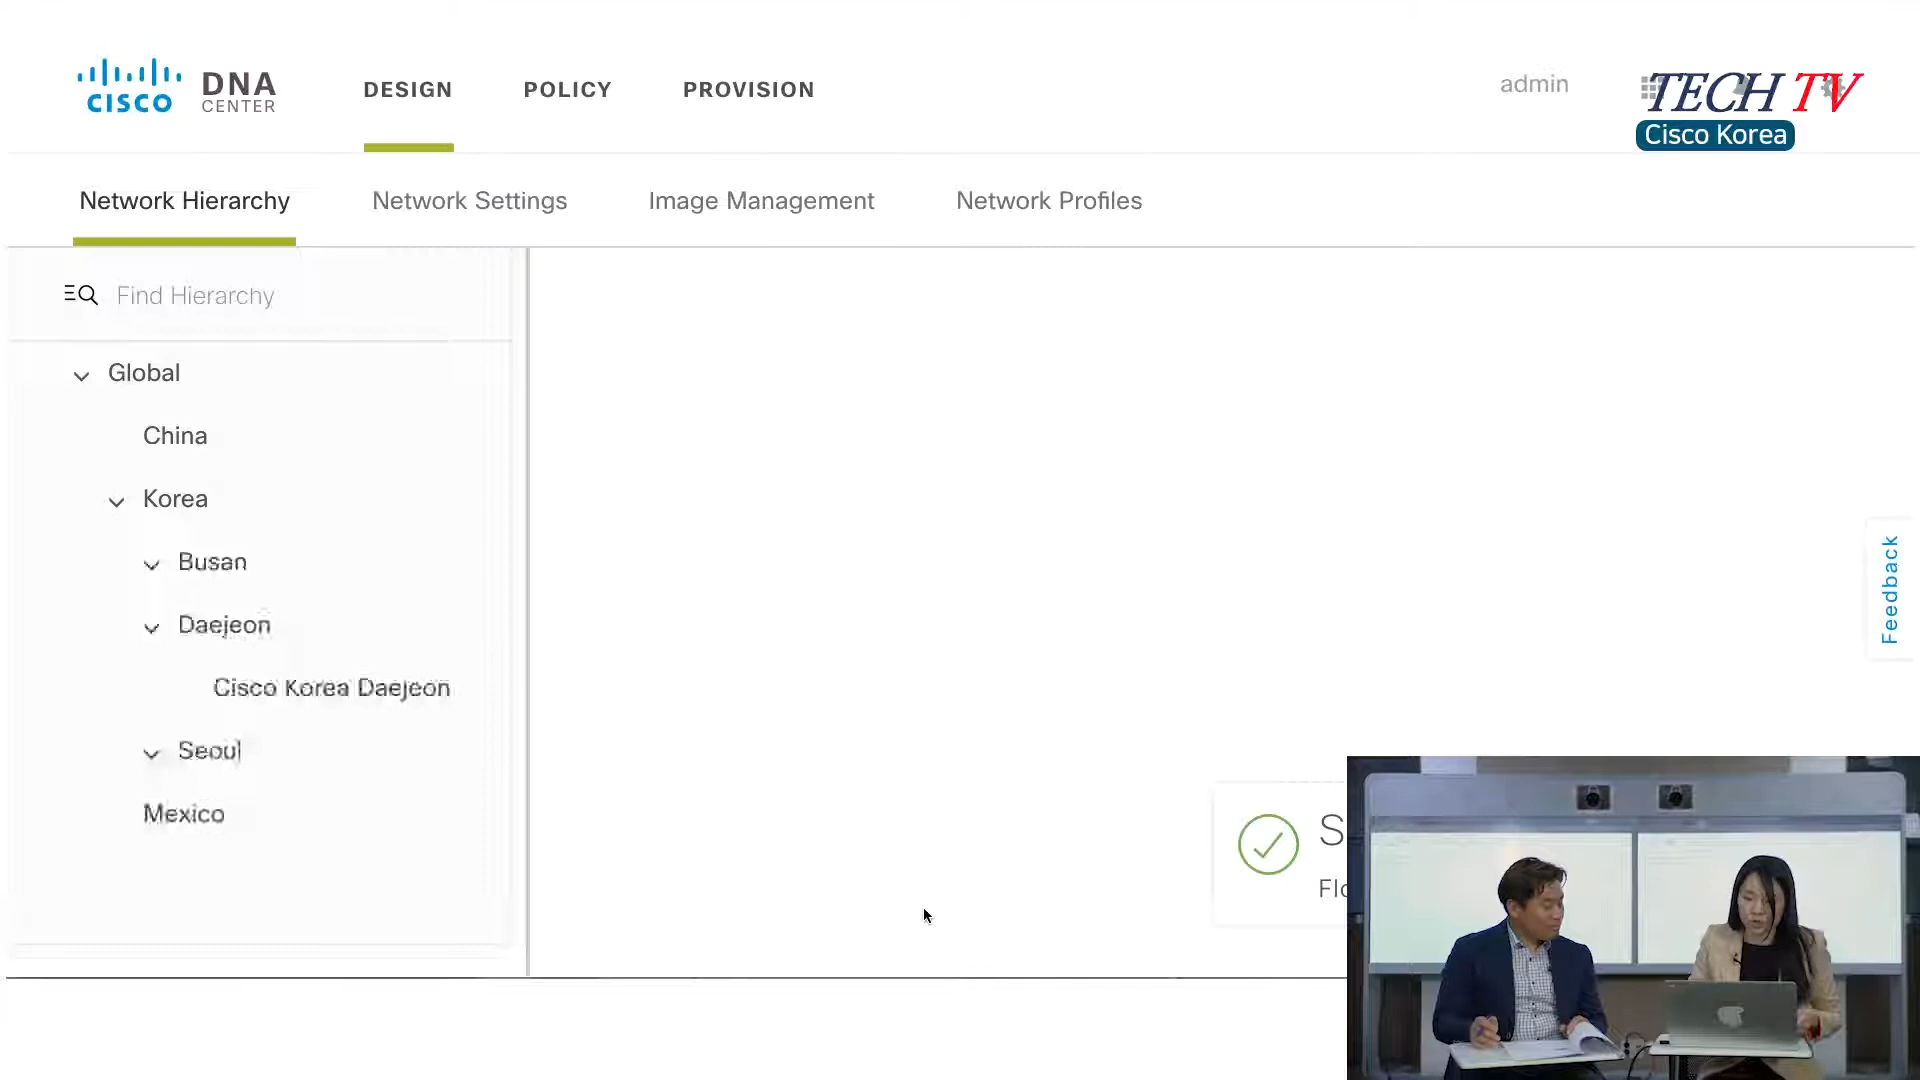 CISCO DNA CENTER
DESIGN
POLICY
PROVISION
admin
TECH TV
Cisco Korea
Network Hierarchy
Network Settings
Image Management
Network Profiles
Find Hierarchy
Global
China
Korea
Busan
Daejeon
Cisco Korea Daejeon
Seoul
Mexico
Feedback